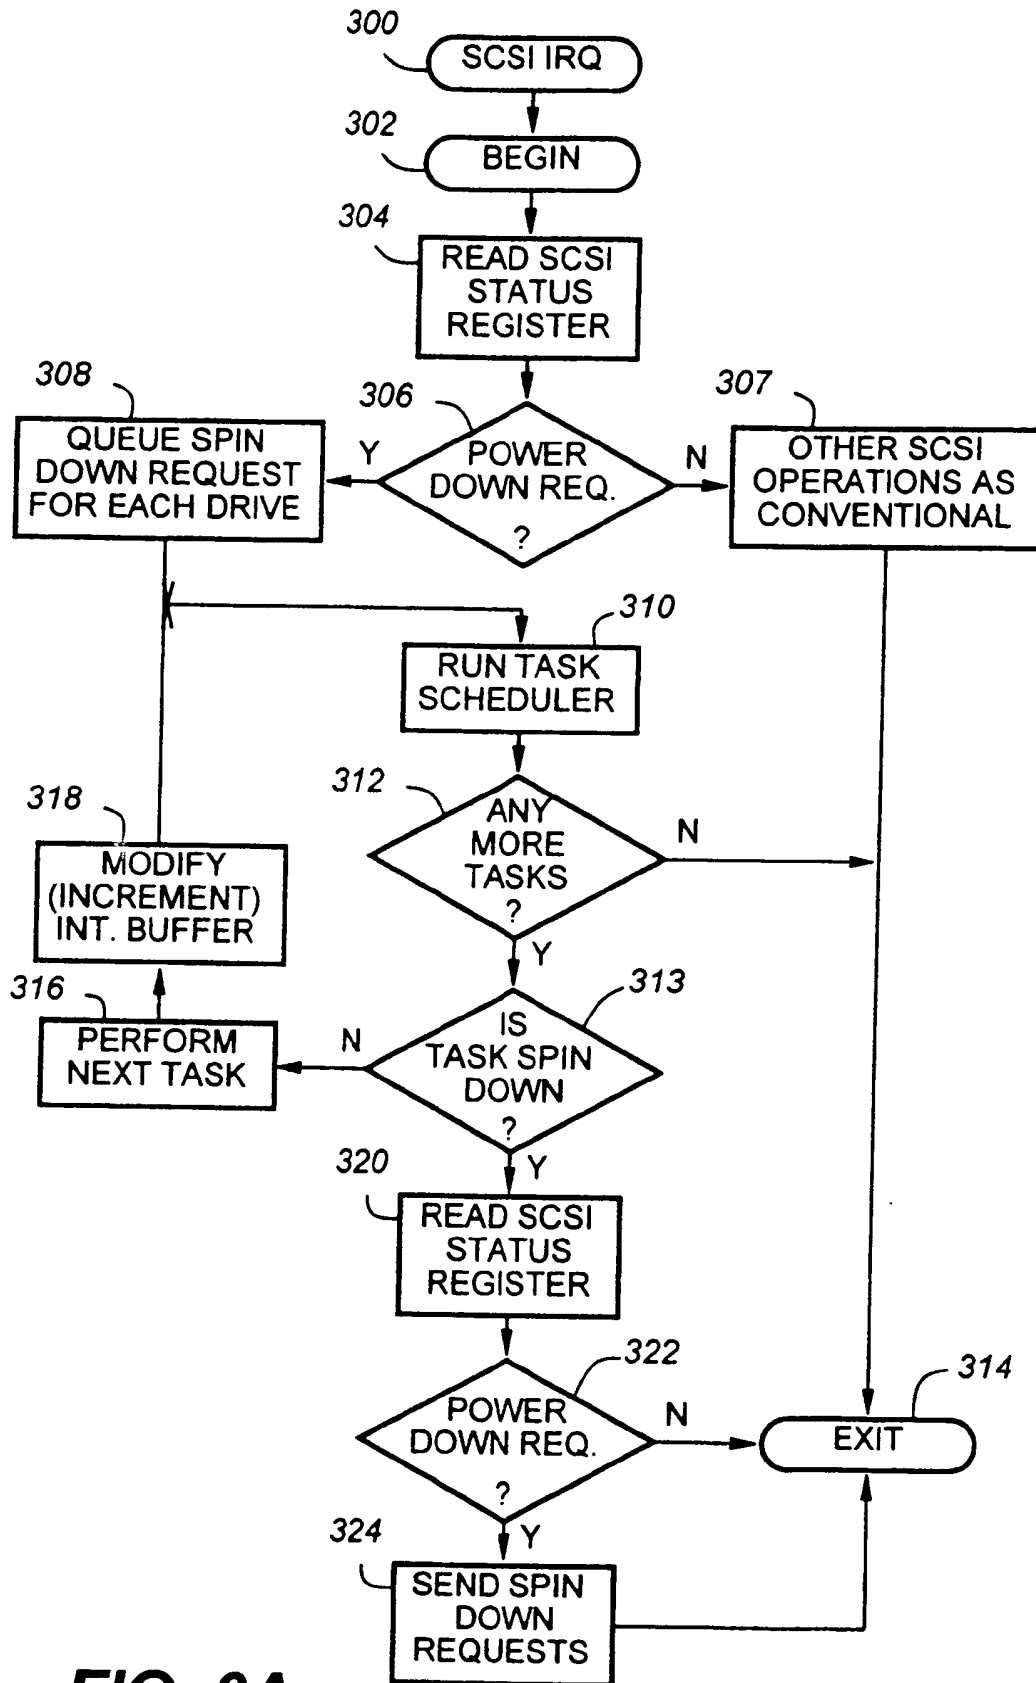 300
SCSI IRQ
302
BEGIN
304
READ SCSI
STATUS
REGISTER
308
QUEUE SPIN
DOWN REQUEST
FOR EACH DRIVE
Y
306
POWER
DOWN REQ.
?
N
307
OTHER SCSI
OPERATIONS AS
CONVENTIONAL
310
RUN TASK
SCHEDULER
312
ANY
MORE
TASKS
?
N
Y
318
MODIFY
(INCREMENT)
INT. BUFFER
316
PERFORM
NEXT TASK
N
313
IS
TASK SPIN
DOWN
?
Y
320
READ SCSI
STATUS
REGISTER
322
POWER
DOWN REQ.
?
N
Y
314
EXIT
324
SEND SPIN
DOWN
REQUESTS